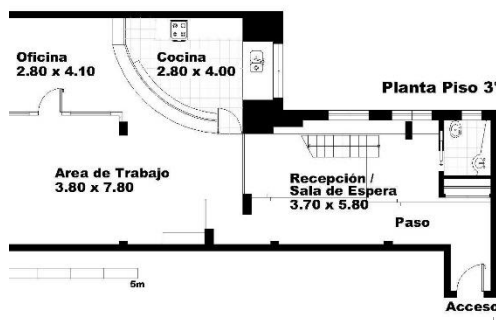 Oficina
2.80 x 4.10
Cocina
2.80 x 4.00
Planta Piso 3°
Area de Trabajo
3.80 x 7.80
Recepción /
Sala de Espera
3.70 x 5.80
Paso
5m
Acceso